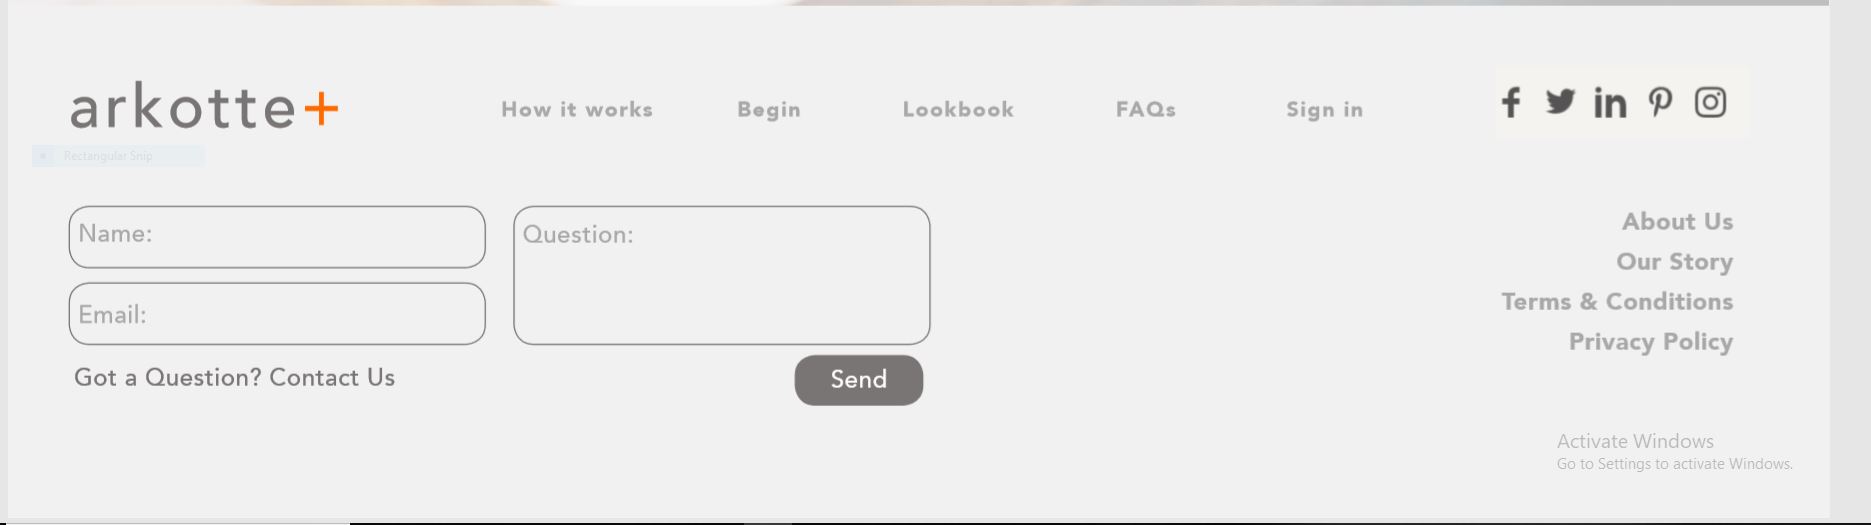 arkotte+
How it works
Begin
Lookbook
FAQs
Sign in
Rectangular Snip
Name:
Question:
Email:
Got a Question? Contact Us
Send
About Us
Our Story
Terms & Conditions
Privacy Policy
Activate Windows
Go to Settings to activate Windows.